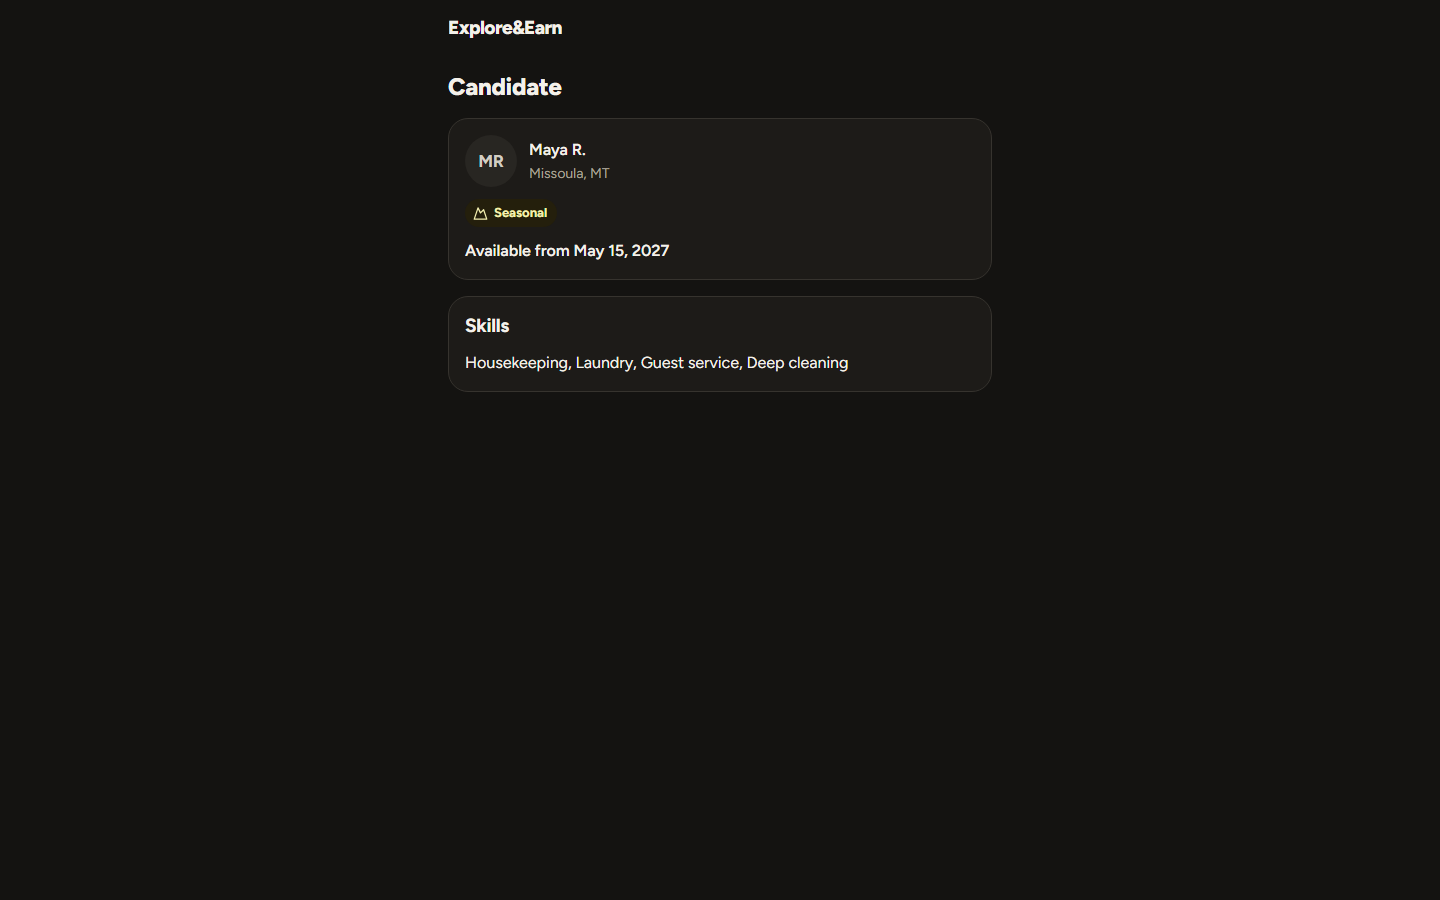 Explore&Earn
Candidate
MR
Maya R.
Missoula, MT
Seasonal
Available from May 15, 2027
Skills
Housekeeping, Laundry, Guest service, Deep cleaning